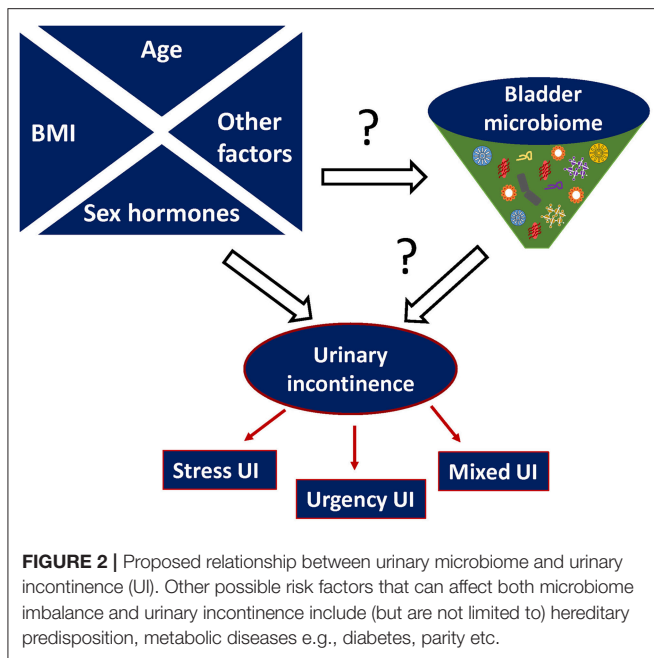 Age
BMI
Other
factors
Sex hormones
?
Bladder
microbiome
?
Urinary
incontinence
Stress UI
Urgency UI
Mixed UI
FIGURE 2 | Proposed relationship between urinary microbiome and urinary
incontinence (UI). Other possible risk factors that can affect both microbiome
imbalance and urinary incontinence include (but are not limited to) hereditary
predisposition, metabolic diseases e.g., diabetes, parity etc.